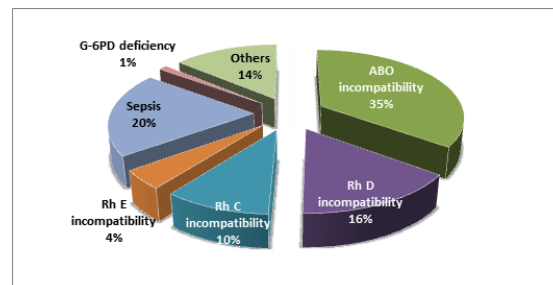 G-6PD deficiency
1%
Others
14%
ABO
incompatibility
35%
Sepsis
20%
Rh D
incompatibility
16%
Rh C
incompatibility
10%
Rh E
incompatibility
4%